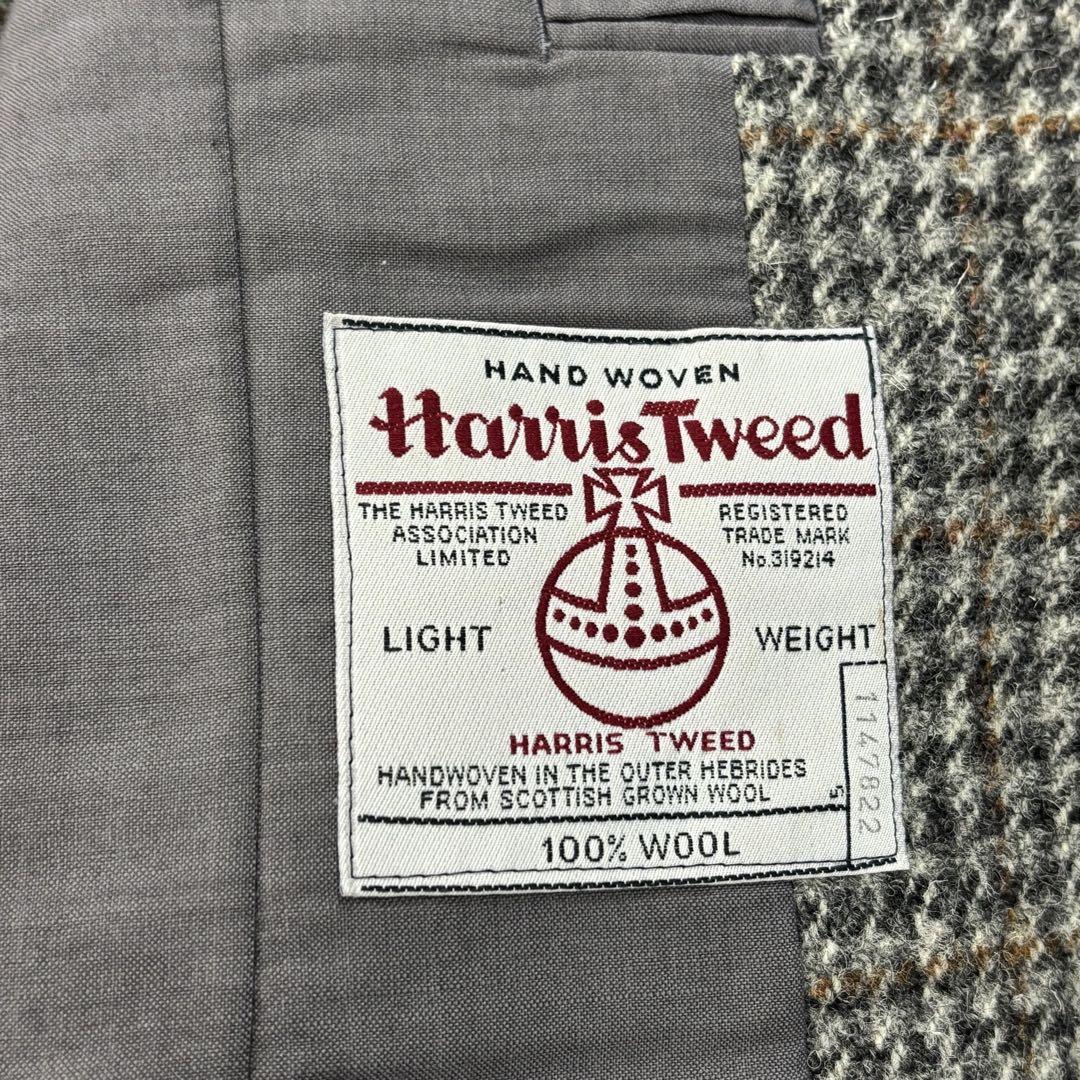 HAND WOVEN
Harris Tweed
THE HARRIS TWEED
ASSOCIATION
LIMITED
REGISTERED
TRADE MARK
No.319214
LIGHT WEIGHT
HARRIS TWEED
HANDWOVEN IN THE OUTER HEBRIDES
FROM SCOTTISH GROWN WOOL
100% WOOL
5
1147822